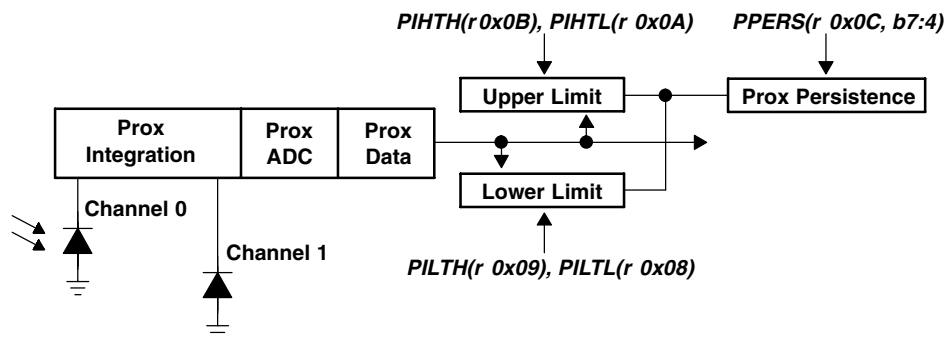 PIHTH(r 0x0B), PIHTL(r 0x0A)
PPERS(r 0x0C, b7:4)
Upper Limit
Prox Persistence
Prox
Integration
Prox
ADC
Prox
Data
Lower Limit
Channel 0
Channel 1
PILTH(r 0x09), PILTL(r 0x08)